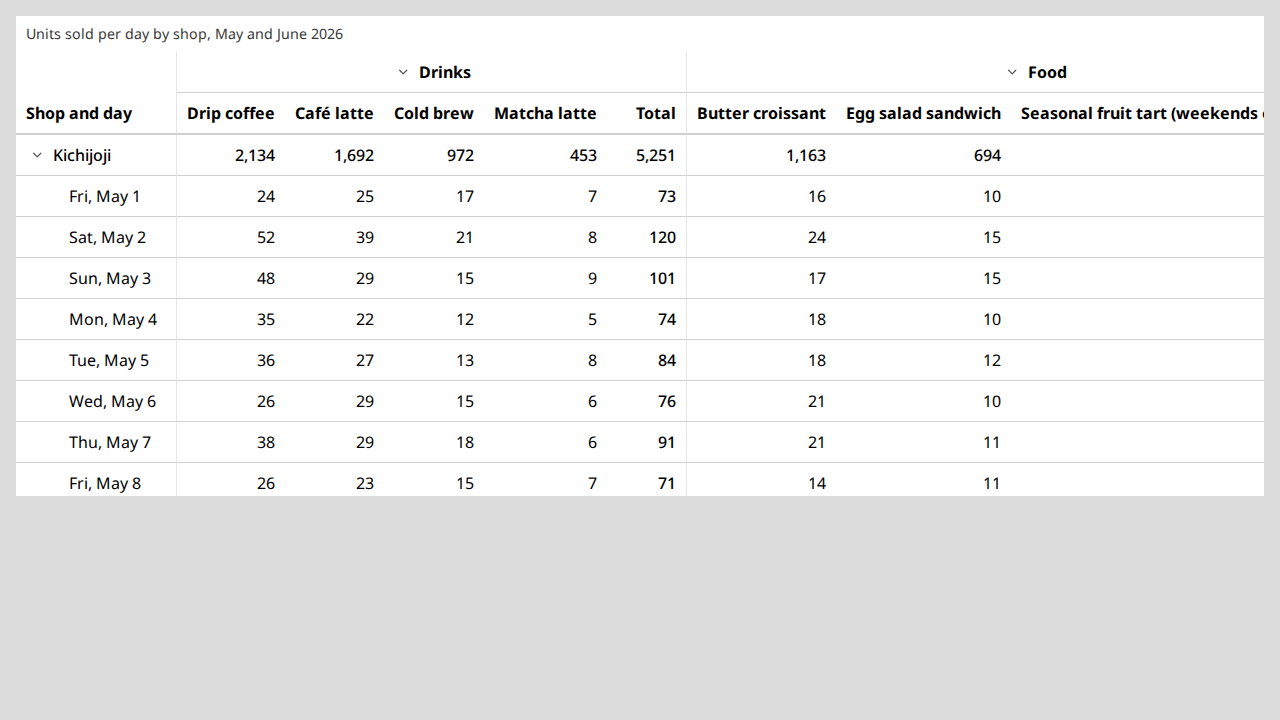 Units sold per day by shop, May and June 2026
Drinks Food
Shop and day Drip coffee Café latte Cold brew Matcha latte Total Butter croissant Egg salad sandwich Seasonal fruit tart (weekends
Kichijoji 2,134 1,692 972 453 5,251 1,163 694
Fri, May 1 24 25 17 7 73 16 10
Sat, May 2 52 39 21 8 120 24 15
Sun, May 3 48 29 15 9 101 17 15
Mon, May 4 35 22 12 5 74 18 10
Tue, May 5 36 27 13 8 84 18 12
Wed, May 6 26 29 15 6 76 21 10
Thu, May 7 38 29 18 6 91 21 11
Fri, May 8 26 23 15 7 71 14 11